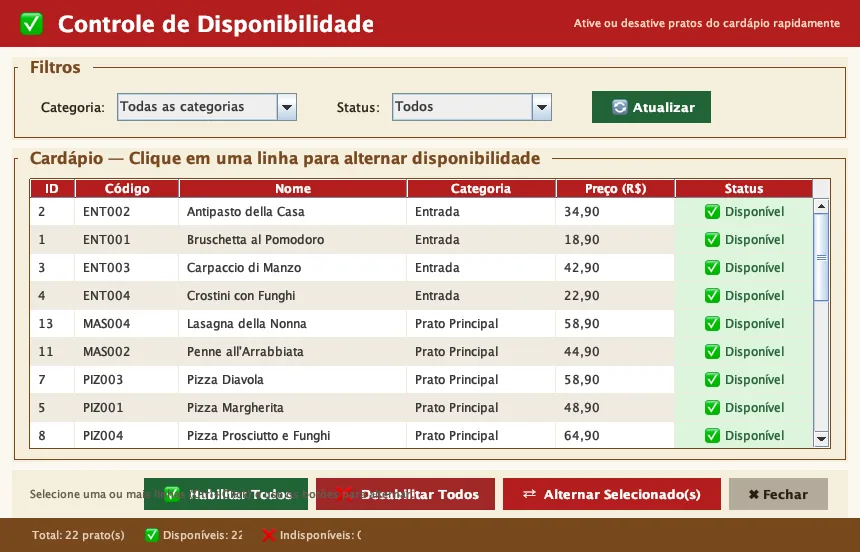 ✅ Controle de Disponibilidade
Ative ou desative pratos do cardápio rapidamente
Filtros
Categoria: Todas as categorias Status: Todos 🔄 Atualizar
Cardápio — Clique em uma linha para alternar disponibilidade
ID Código Nome Categoria Preço (R$) Status
2 ENT002 Antipasto della Casa Entrada 34,90 ✅ Disponível
1 ENT001 Bruschetta al Pomodoro Entrada 18,90 ✅ Disponível
3 ENT003 Carpaccio di Manzo Entrada 42,90 ✅ Disponível
4 ENT004 Crostini con Funghi Entrada 22,90 ✅ Disponível
13 MAS004 Lasagna della Nonna Prato Principal 58,90 ✅ Disponível
11 MAS002 Penne all'Arrabbiata Prato Principal 44,90 ✅ Disponível
7 PIZ003 Pizza Diavola Prato Principal 58,90 ✅ Disponível
5 PIZ001 Pizza Margherita Prato Principal 48,90 ✅ Disponível
8 PIZ004 Pizza Prosciutto e Funghi Prato Principal 64,90 ✅ Disponível
Selecione uma ou mais linhas
Todos
Todos
⇄ Alternar Selecionado(s)
✖ Fechar
Total: 22 prato(s) ✅ Disponíveis: 22 ❌ Indisponíveis: